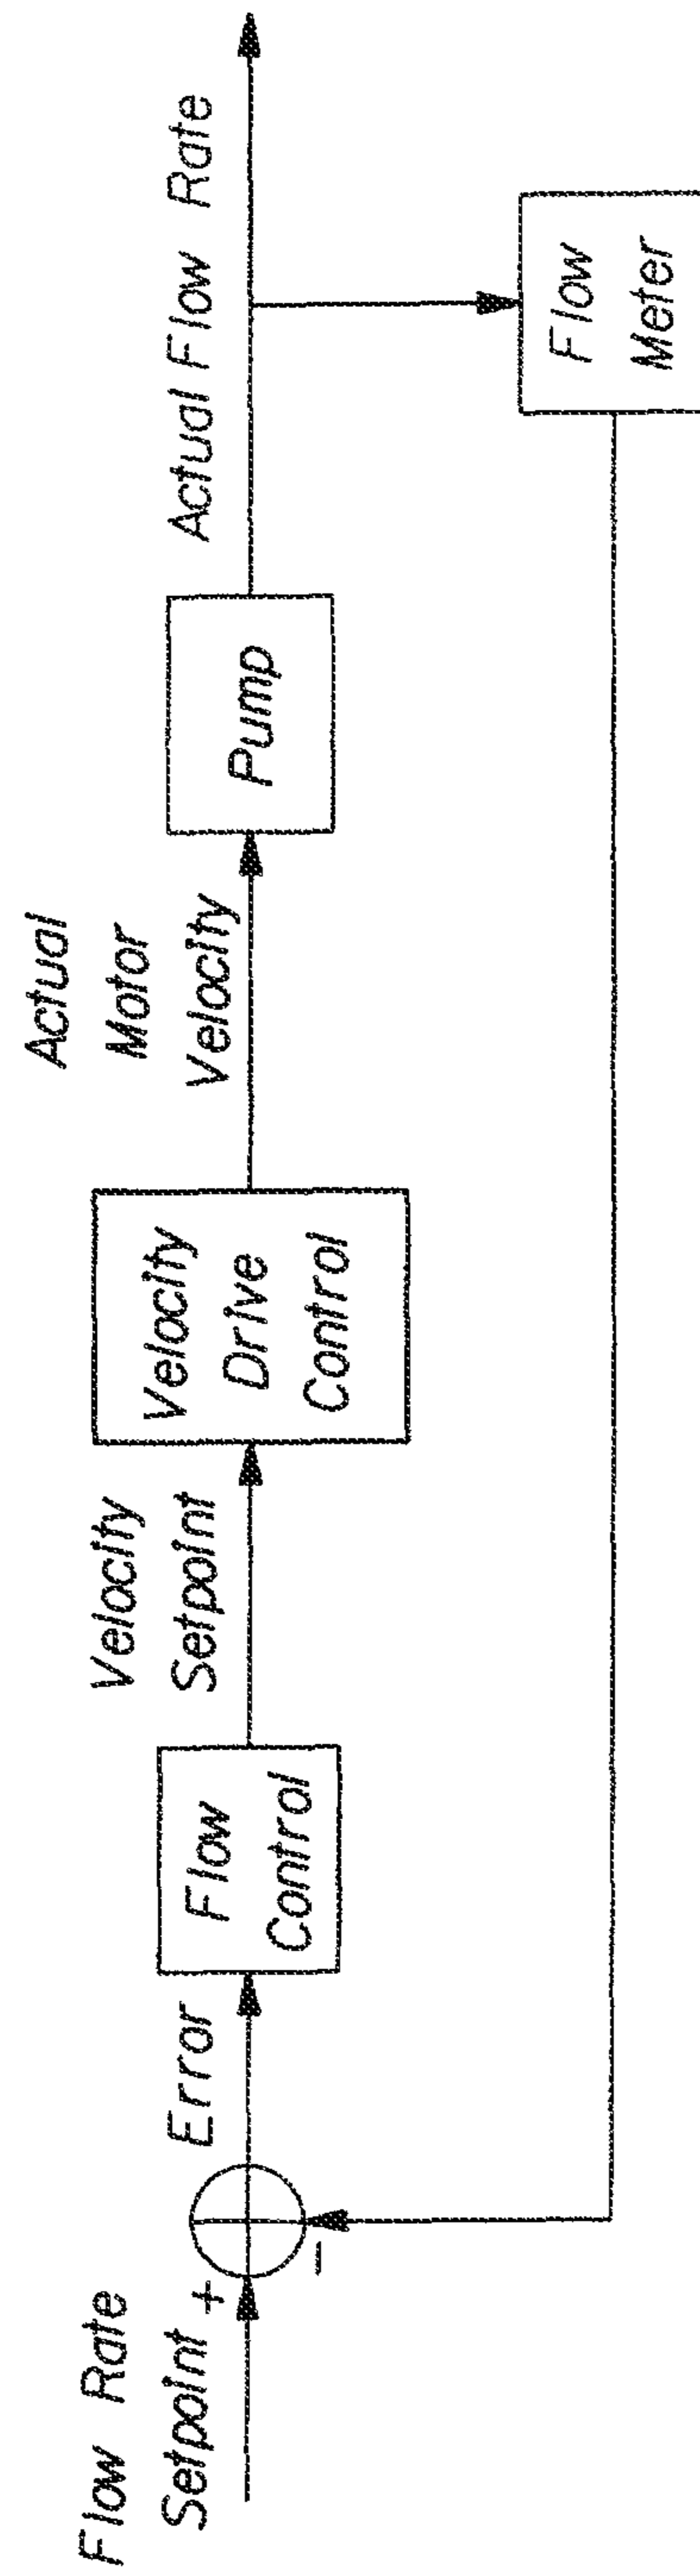 Flow Rate
Setpoint
+
−
Error
Flow
Control
Velocity
Setpoint
Velocity
Drive
Control
Actual
Motor
Velocity
Pump
Actual Flow Rate
Flow
Meter